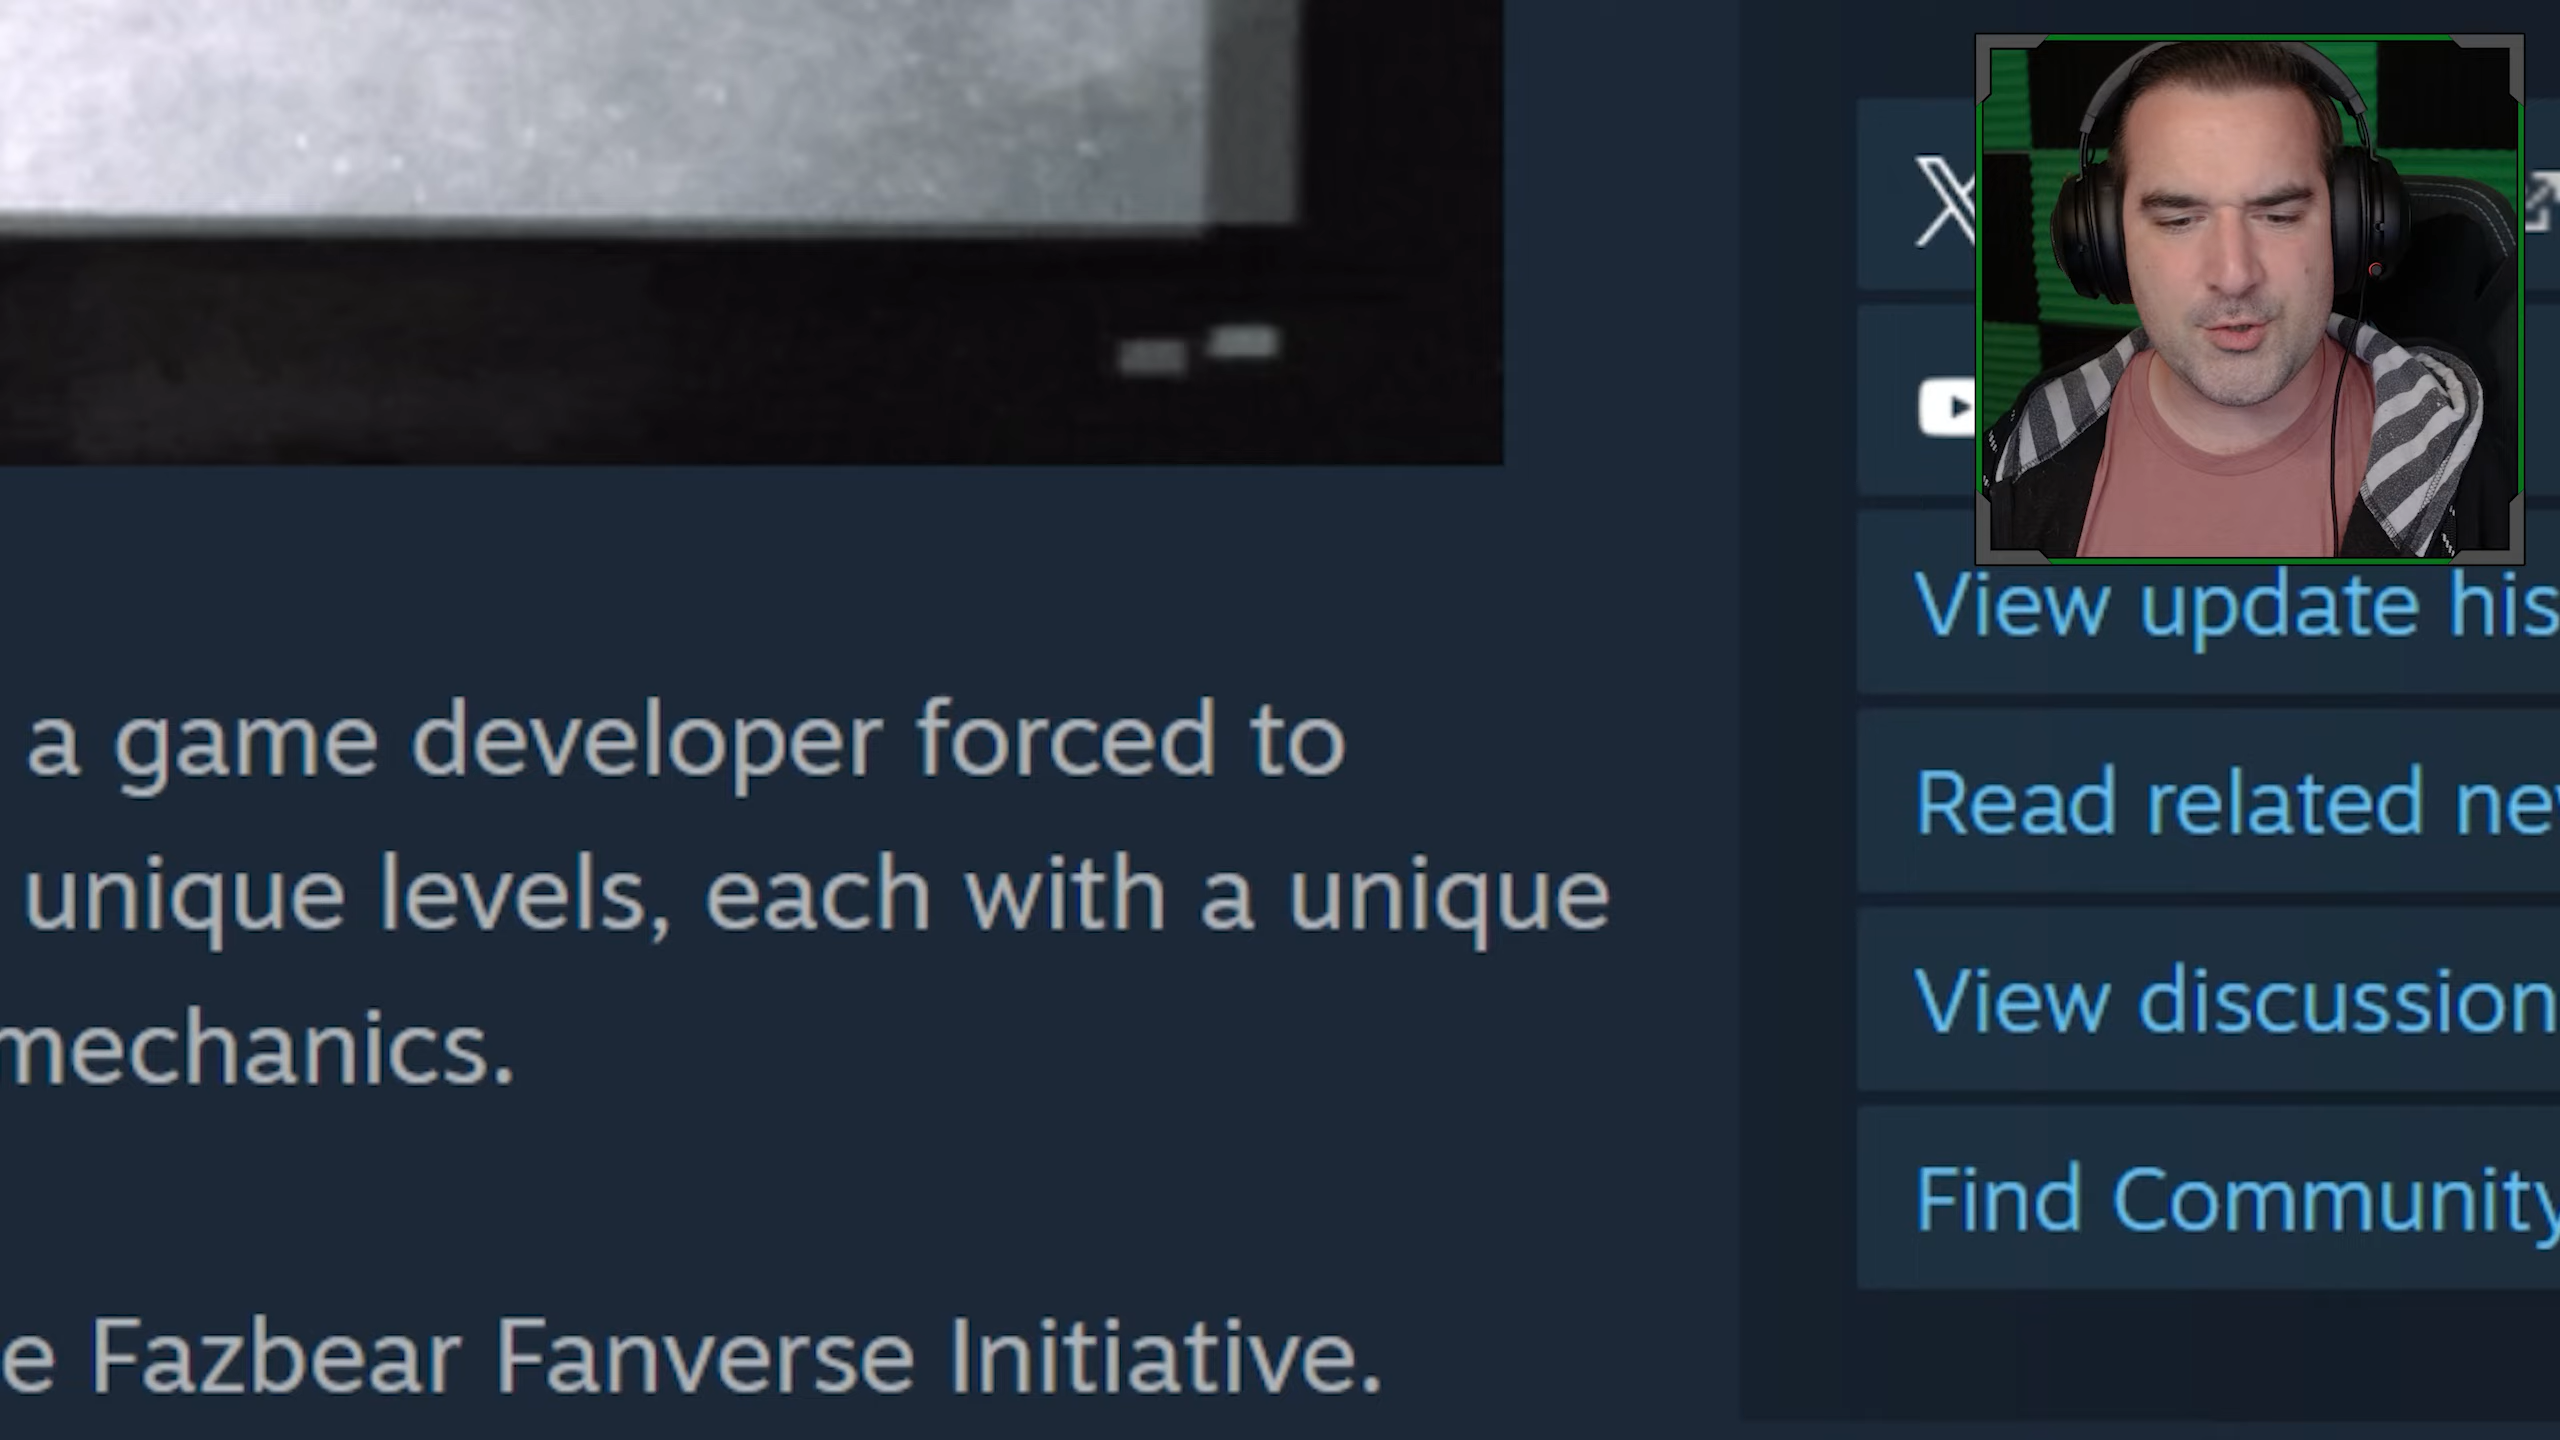 a game developer forced to
unique levels, each with a unique
mechanics.
e Fazbear Fanverse Initiative.
X
View update his
Read related ne
View discussion
Find Community